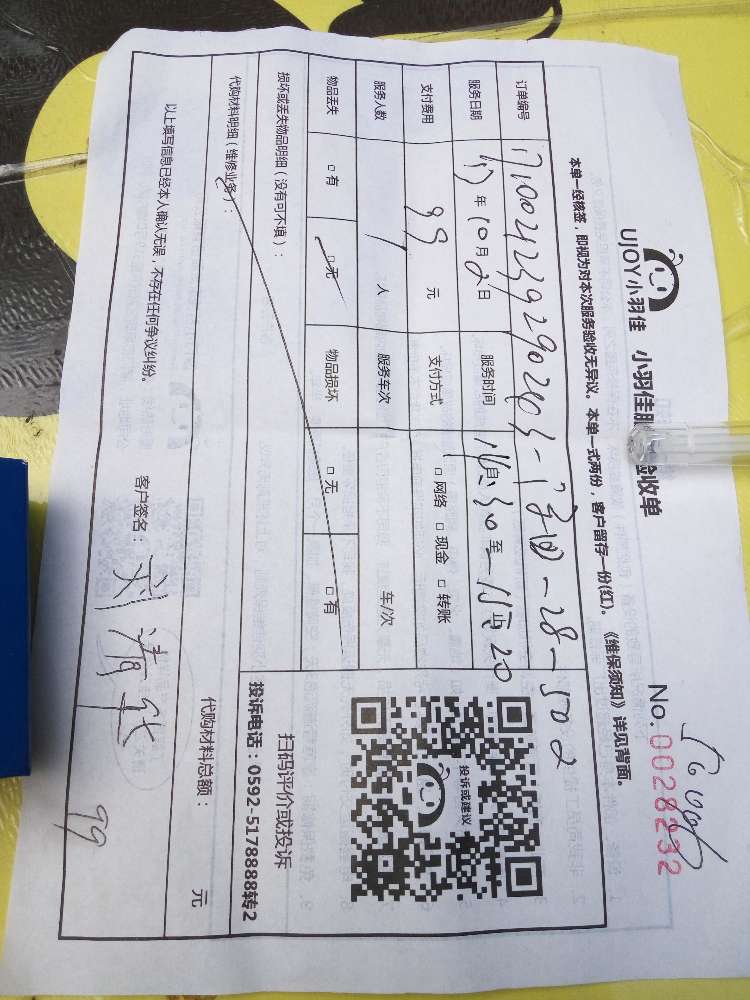 UJOY小羽佳 小羽佳服 验收单
No.0028232
本单一经核签，即视为对本次服务验收无异议。本单一式两份，客户留存一份(红)。《维保须知》详见背面。
订单编号
服务日期 17年10月2日 服务时间
支付费用 99元 支付方式 □网络 □现金 □转账
服务人数 1人 服务车次 车/次
物品丢失 □有 □无 物品损坏 □无 □有
损坏或丢失物品明细（没有可不填）：
代购材料明细（维修业务）：
投诉或建议
扫码评价或投诉
投诉电话：0592-5178888转2
代购材料总额： 元
以上填写信息已经本人确认无误，不存在任何争议纠纷。 客户签名：
99